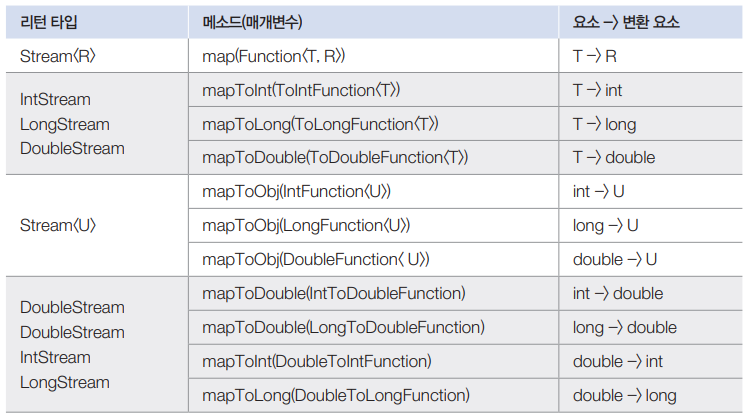 리턴 타입 메소드(매개변수) 요소 -> 변환 요소
Stream<R> map(Function<T, R>) T -> R
IntStream
LongStream
DoubleStream
mapToInt(ToIntFunction<T>) T -> int
mapToLong(ToLongFunction<T>) T -> long
mapToDouble(ToDoubleFunction<T>) T -> double
Stream<U>
mapToObj(IntFunction<U>) int -> U
mapToObj(LongFunction<U>) long -> U
mapToObj(DoubleFunction< U>) double -> U
DoubleStream
DoubleStream
IntStream
LongStream
mapToDouble(IntToDoubleFunction) int -> double
mapToDouble(LongToDoubleFunction) long -> double
mapToInt(DoubleToIntFunction) double -> int
mapToLong(DoubleToLongFunction) double -> long